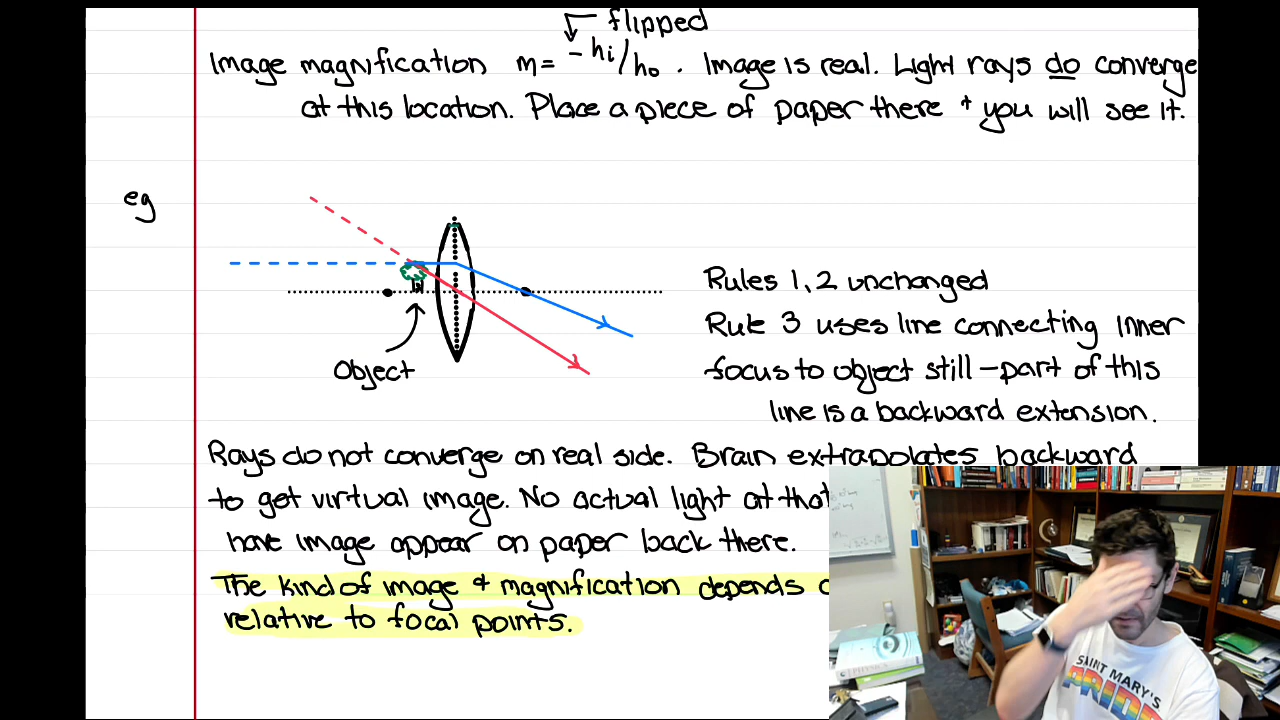 flipped
Image magnification m= -hi/ho. Image is real. Light rays do converge
at this location. Place a piece of paper there + you will see it.
eg
Object
Rules 1, 2 unchanged
Rule 3 uses line connecting inner
focus to object still – part of this
line is a backward extension.
Rays do not converge on real side. Brain extrapolates backward
to get virtual image. No actual light at that
have image appear on paper back there.
The kind of image + magnification depends
relative to focal points.
PHYSICS
SAINT MARY'S
PRIDE